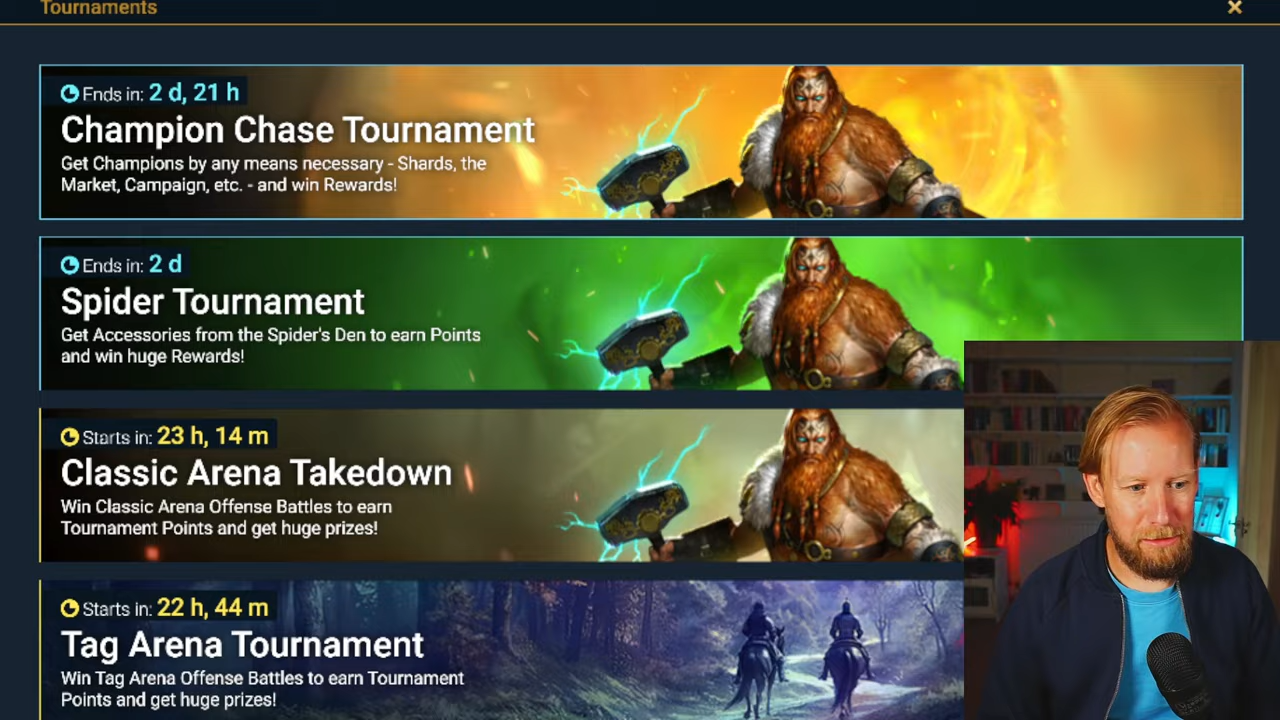 Tournaments
×
Ends in: 2 d, 21 h
Champion Chase Tournament
Get Champions by any means necessary - Shards, the
Market, Campaign, etc. - and win Rewards!
Ends in: 2 d
Spider Tournament
Get Accessories from the Spider's Den to earn Points
and win huge Rewards!
Starts in: 23 h, 14 m
Classic Arena Takedown
Win Classic Arena Offense Battles to earn
Tournament Points and get huge prizes!
Starts in: 22 h, 44 m
Tag Arena Tournament
Win Tag Arena Offense Battles to earn Tournament
Points and get huge prizes!